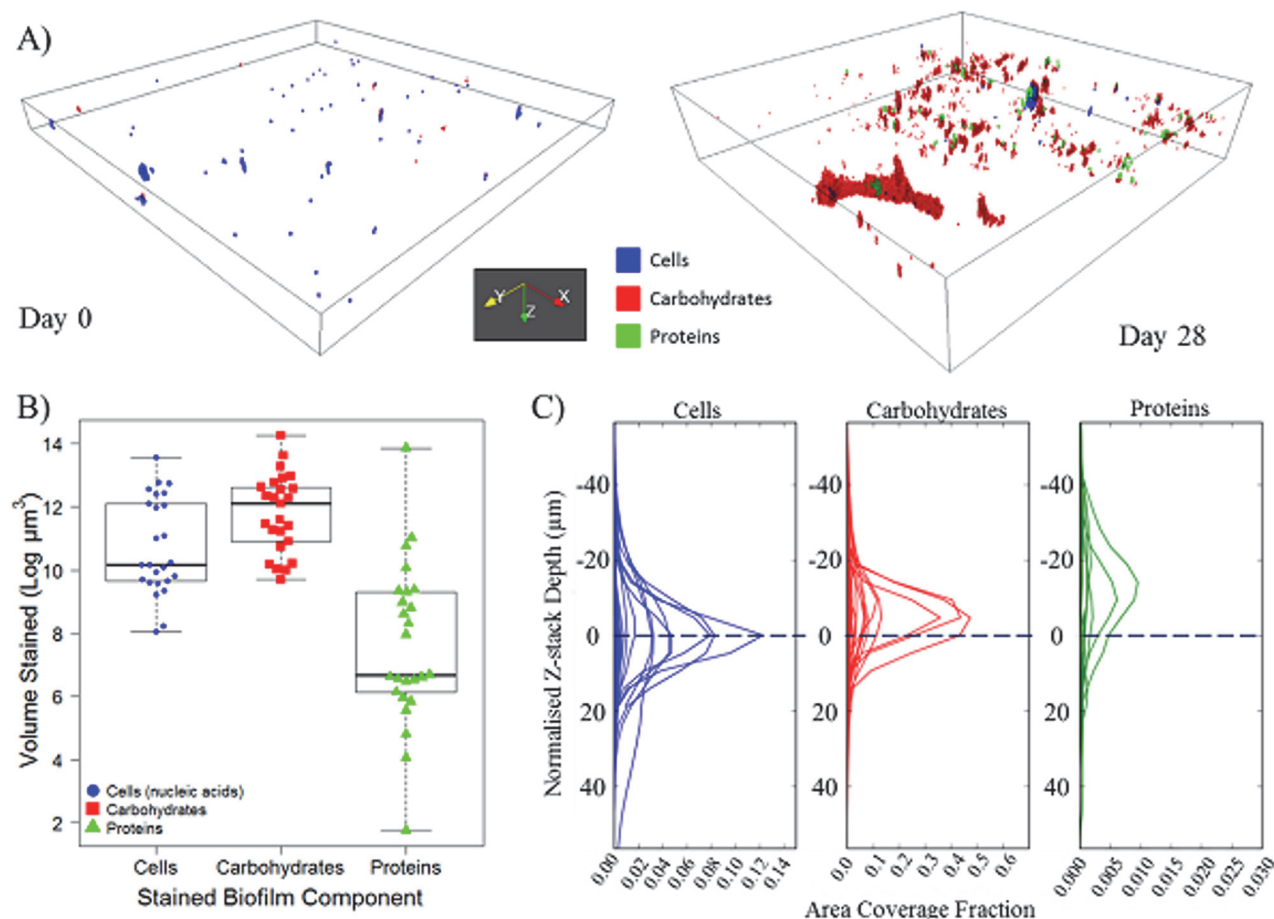 A)
Day 0
Y
X
Z
Cells
Carbohydrates
Proteins
Day 28
B)
Volume Stained (Log µm³)
14
12
10
8
6
4
2
Cells (nucleic acids)
Carbohydrates
Proteins
Cells
Carbohydrates
Proteins
Stained Biofilm Component
C)
Cells
Carbohydrates
Proteins
Normalised Z-stack Depth (µm)
-40
-20
0
20
40
-40
-20
0
20
40
-40
-20
0
20
40
0.00
0.02
0.04
0.06
0.08
0.10
0.12
0.14
0.0
0.1
0.2
0.3
0.4
0.5
0.6
0.000
0.005
0.010
0.015
0.020
0.025
0.030
Area Coverage Fraction